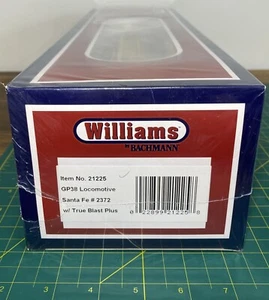 Williams
BY BACHMANN
Item No. 21225
GP38 Locomotive
Santa Fe # 2372
w/ True Blast Plus
0 22899 21225 8